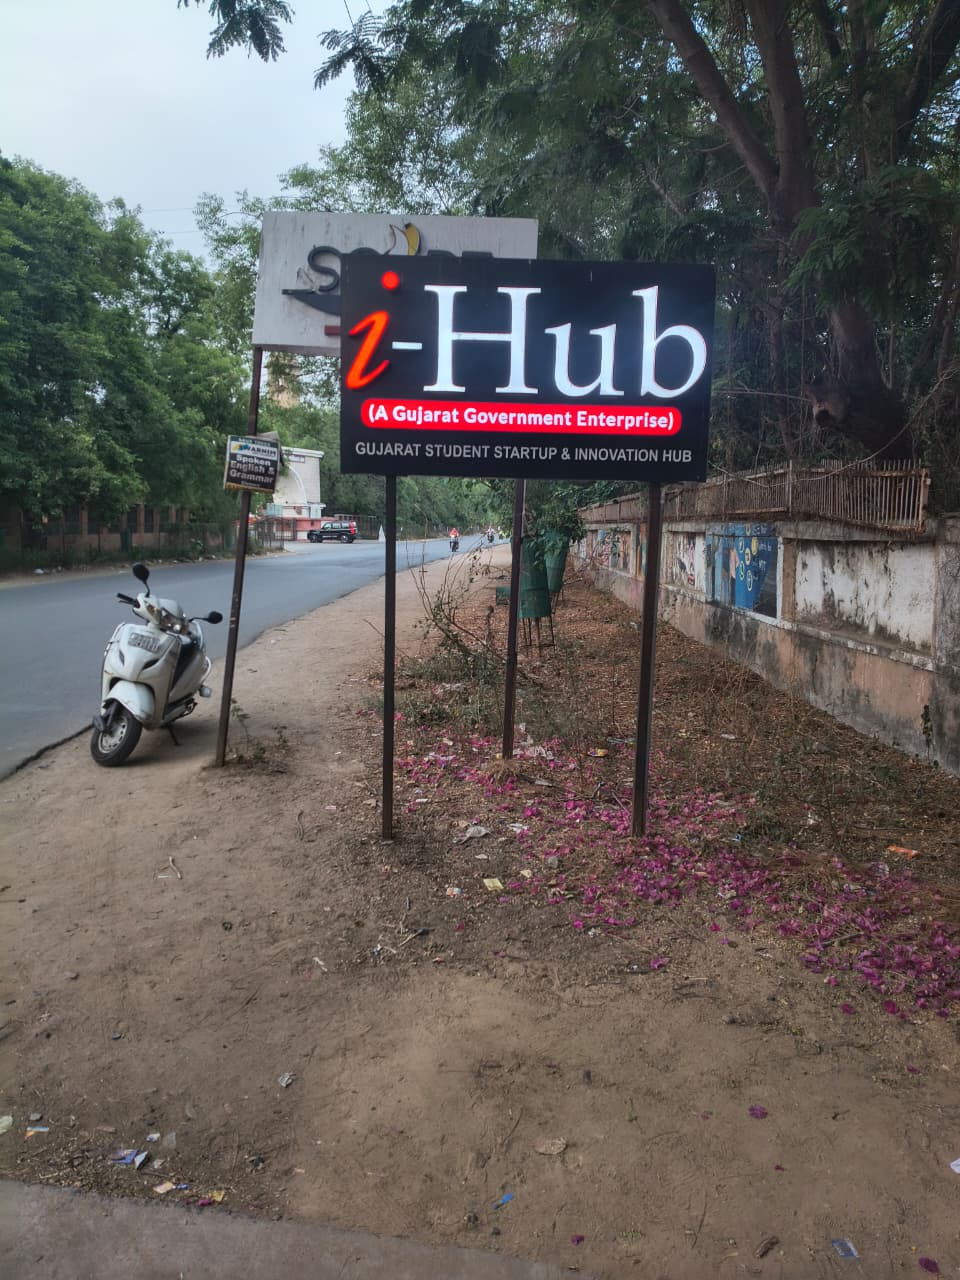 i-Hub
(A Gujarat Government Enterprise)
GUJARAT STUDENT STARTUP & INNOVATION HUB
Spoken
English &
Grammar